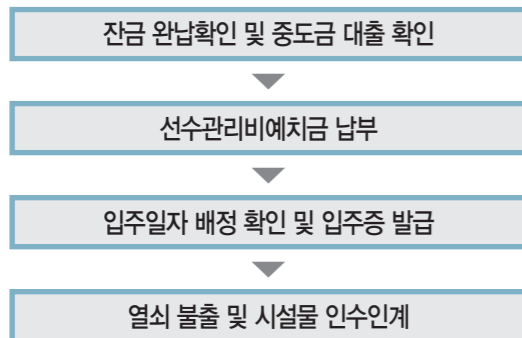 잔금 완납확인 및 중도금 대출 확인
선수관리비예치금 납부
입주일자 배정 확인 및 입주증 발급
열쇠 불출 및 시설물 인수인계